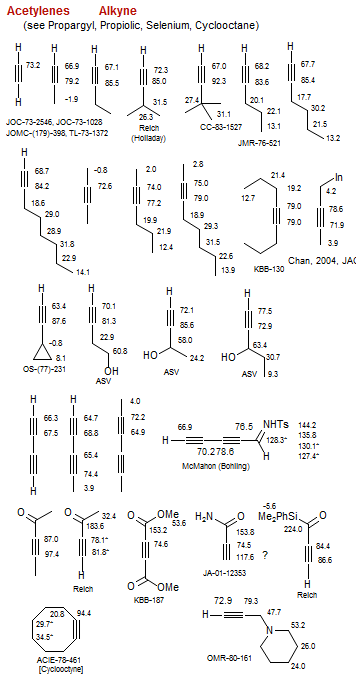 Acetylenes Alkyne
(see Propargyl, Propiolic, Selenium, Cyclooctane)
H H H H H H H
73.2 66.9 67.1 72.3 67.0 68.2 67.7
79.2 85.5 85.0 92.3 83.6 85.4
H -1.9 31.5 27.4 20.1 17.7
26.3 31.1 22.1 30.2
13.1 21.5
13.2
JOC-73-2546, JOC-73-1028
JOMC-(179)-398, TL-73-1372
Reich
(Holladay)
CC-83-1527
JMR-76-521
H -0.8 2.0 2.8 21.4 In
68.7 72.6 74.0 75.0 19.2 4.2
84.2 77.2 79.0 12.7 79.0 78.6
18.6 19.9 18.9 79.0 71.9
29.0 21.9 29.3 3.9
28.9 12.4 31.5
31.8 22.6
22.9 13.9
14.1
KBB-130
Chan, 2004, JAC
H H H H
63.4 70.1 72.1 77.5
87.6 81.3 85.6 72.9
-0.8 22.9 58.0 63.4
8.1 60.8 HO 24.2 HO 30.7
OH 9.3
OS-(77)-231 ASV ASV ASV
H H 4.0
66.3 64.7 72.2
67.5 68.8 64.9
65.4
74.4
H 3.9
66.9 76.5 NHTs 144.2
H 128.3* 135.8
70.2 78.6 H 130.1*
127.4*
McMahon (Bohling)
O O 32.4 O OMe 53.6 H₂N O -5.6 Me₂PhSi O
183.6 153.2 153.8 224.0
87.0 78.1* 74.6 74.5 84.4
97.4 81.8* 117.6 ? 86.6
H O OMe H
Reich KBB-187 JA-01-12353 Reich
20.8 94.4
29.7*
34.5*
ACIE-78-461
[Cyclooctyne]
72.9 79.3
H 47.7
N 53.2
26.0
24.0
OMR-80-161